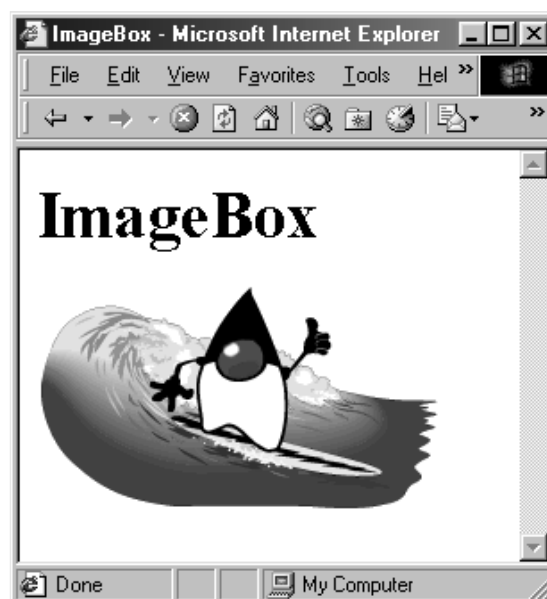 ImageBox - Microsoft Internet Explorer
File Edit View Favorites Tools Hel »
»
ImageBox
Done My Computer